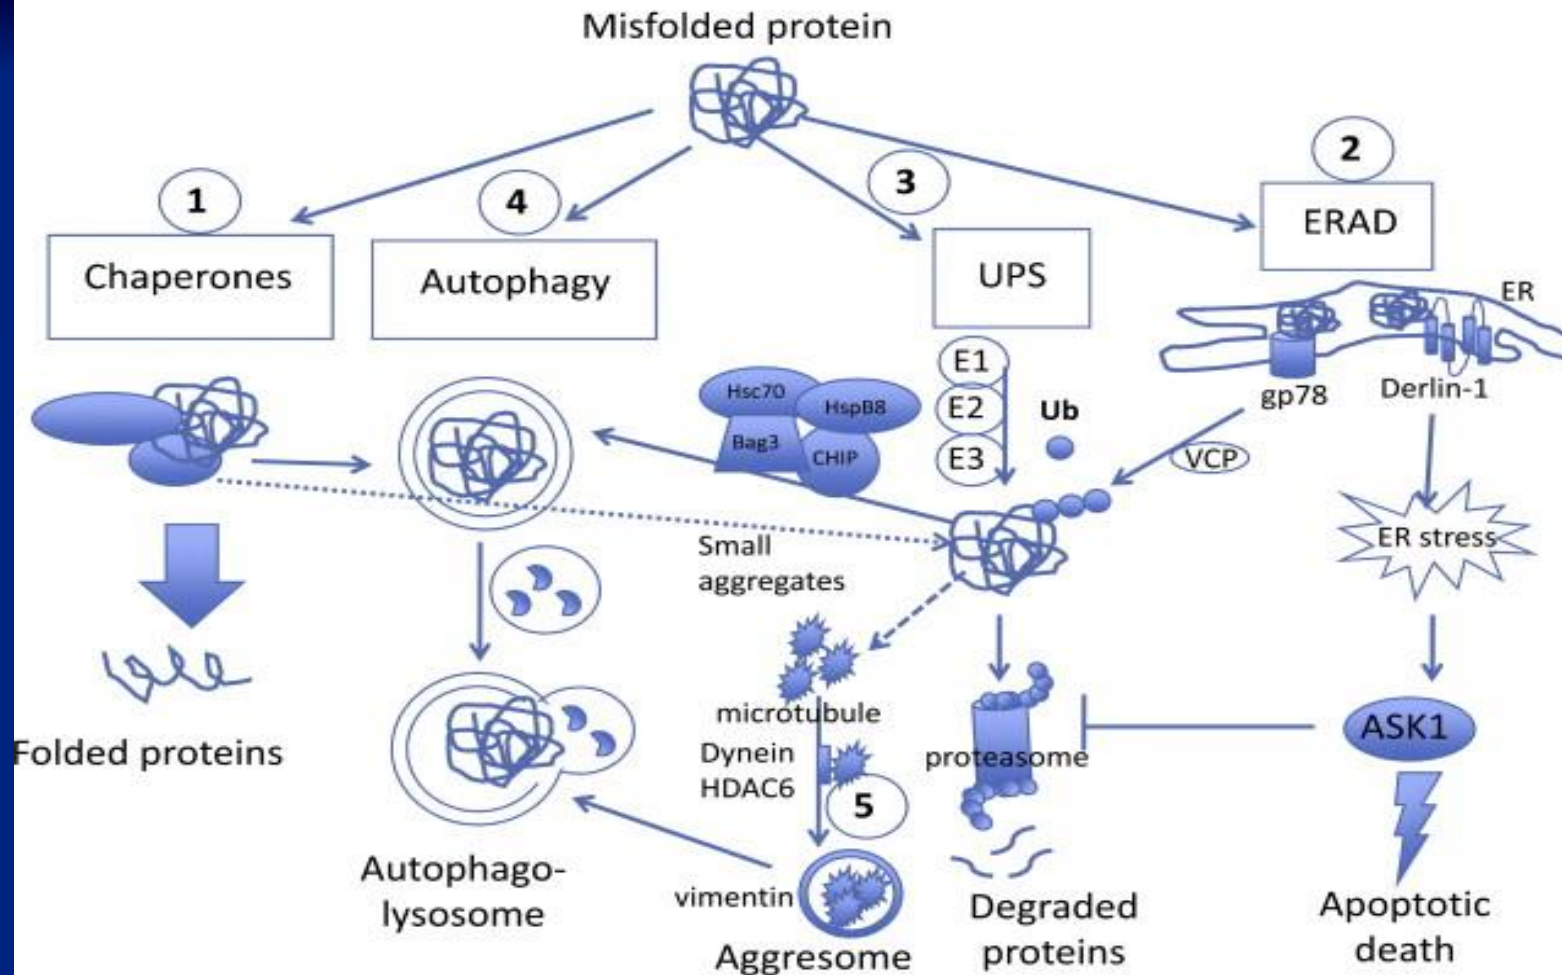 Misfolded protein
1
4
3
2
Chaperones
Autophagy
UPS
ERAD
ER
E1
E2
E3
Ub
Hsc70
HspB8
Bag3
CHIP
gp78
Derlin-1
VCP
ER stress
Small
aggregates
microtubule
Dynein
HDAC6
5
proteasome
ASK1
Folded proteins
Autophago-
lysosome
vimentin
Aggresome
Degraded
proteins
Apoptotic
death